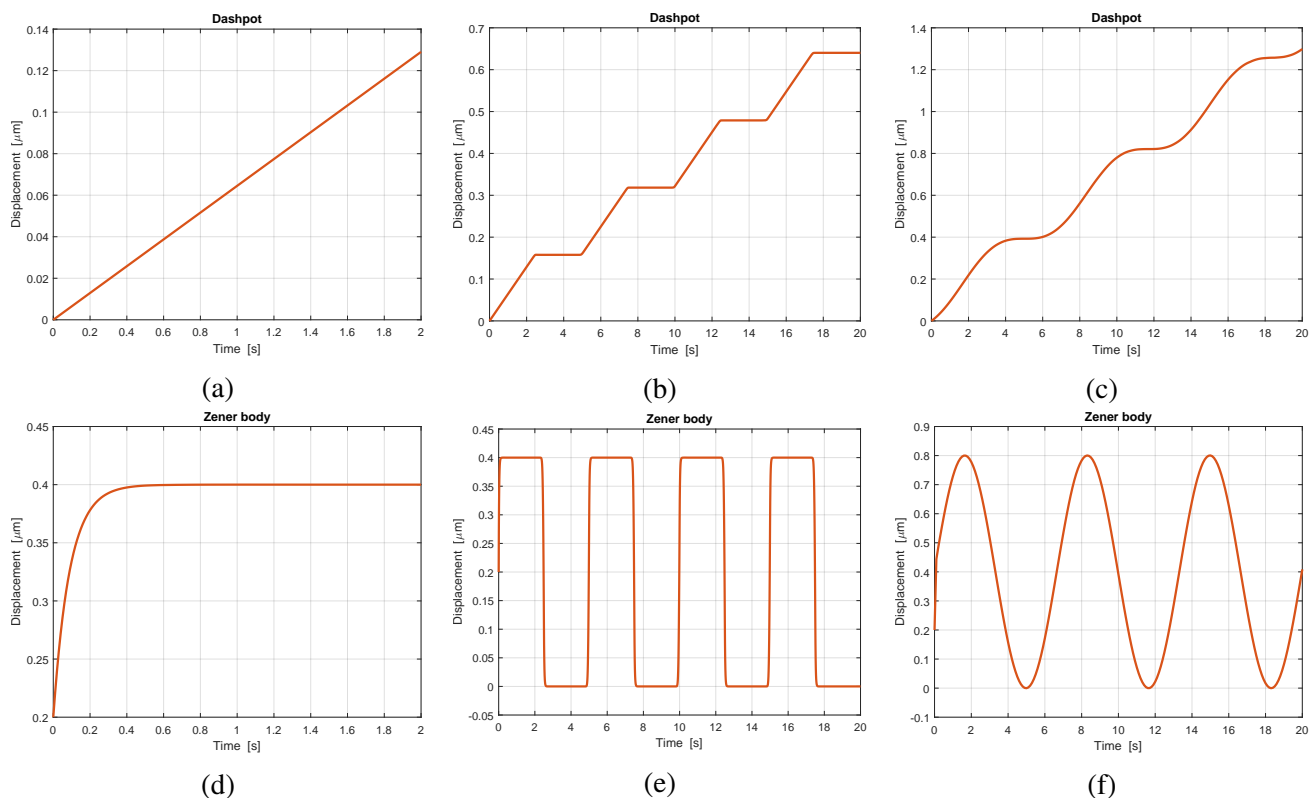 Dashpot
0.14
0.12
0.1
0.08
0.06
0.04
0.02
0
0 0.2 0.4 0.6 0.8 1 1.2 1.4 1.6 1.8 2
Displacement [μm]
Time [s]
(a)
Dashpot
0.7
0.6
0.5
0.4
0.3
0.2
0.1
0
0 2 4 6 8 10 12 14 16 18 20
Displacement [μm]
Time [s]
(b)
Dashpot
1.4
1.2
1
0.8
0.6
0.4
0.2
0
0 2 4 6 8 10 12 14 16 18 20
Displacement [μm]
Time [s]
(c)
Zener body
0.45
0.4
0.35
0.3
0.25
0.2
0 0.2 0.4 0.6 0.8 1 1.2 1.4 1.6 1.8 2
Displacement [μm]
Time [s]
(d)
Zener body
0.45
0.4
0.35
0.3
0.25
0.2
0.15
0.1
0.05
0
-0.05
0 2 4 6 8 10 12 14 16 18 20
Displacement [μm]
Time [s]
(e)
Zener body
0.9
0.8
0.7
0.6
0.5
0.4
0.3
0.2
0.1
0
-0.1
0 2 4 6 8 10 12 14 16 18 20
Displacement [μm]
Time [s]
(f)